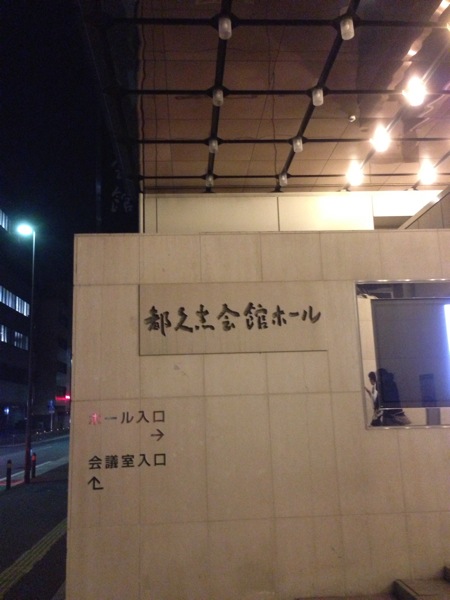 都久志会館ホール
ホール入口
→
会議室入口
↰